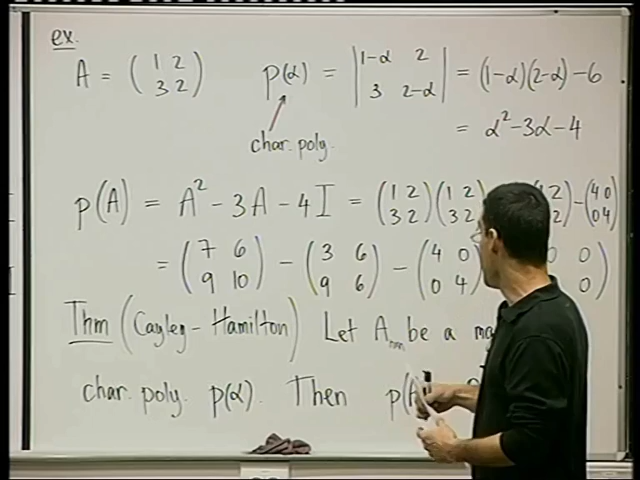 ex.
A = ( 1 2 / 3 2 ) p(α) = | 1-α 2 / 3 2-α | = (1-α)(2-α) - 6
char. poly. = α² - 3α - 4
p(A) = A² - 3A - 4I = ( 1 2 / 3 2 )( 1 2 / 3 2 - ( 4 0 / 0 4 )
= ( 7 6 / 9 10 ) - ( 3 6 / 9 6 ) - ( 4 0 / 0 4 ) 0 0 )
Thm (Cayley-Hamilton) Let A be a
char. poly. p(α). Then